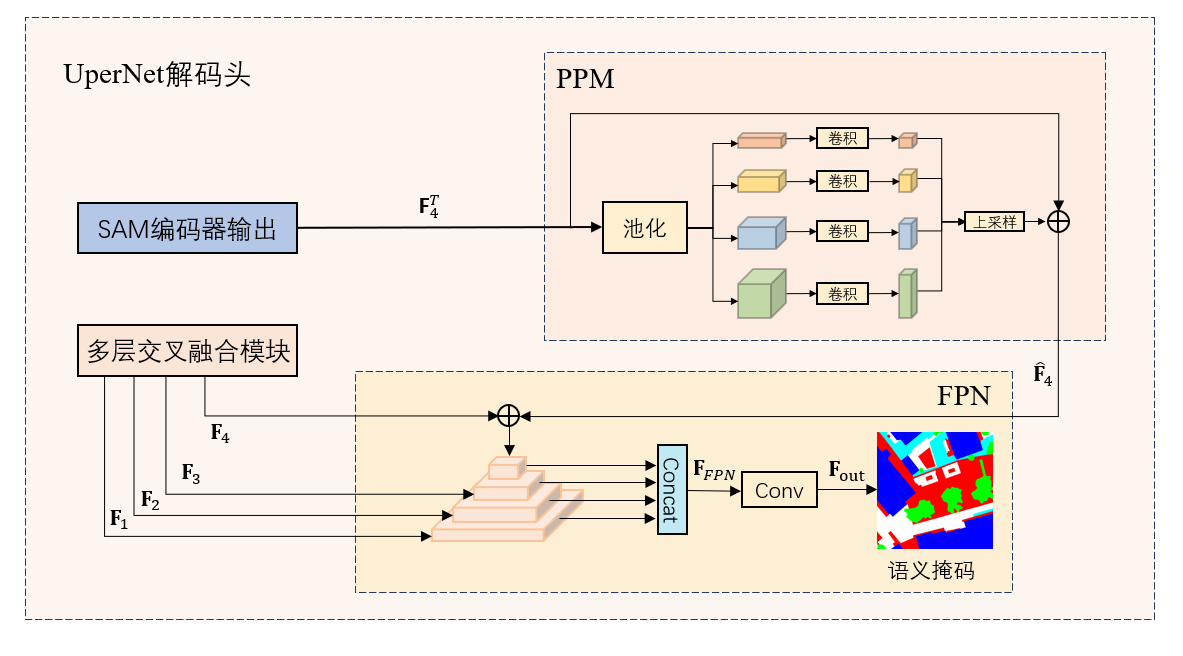 UperNet解码头
PPM
卷积
卷积
卷积
卷积
池化
上采样
SAM编码器输出
F₄ᵀ
多层交叉融合模块
F̂₄
FPN
F₄
F₃
F₂
F₁
Concat
F_FPN
Conv
F_out
语义掩码